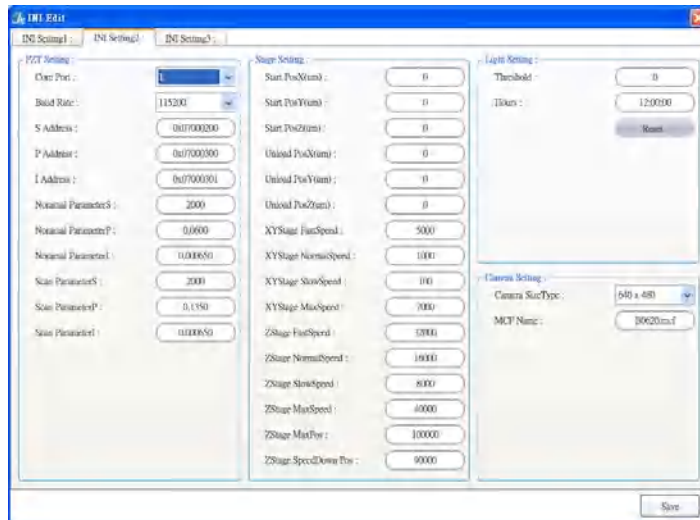 INI Edit
INI Setting1 :
INI Setting2
INI Setting3 :
PZT Setting :
Com Port :
1
Baud Rate :
115200
S Address :
0x07000200
P Address :
0x07000300
I Address :
0x07000301
Noramal ParameterS :
2000
Noramal ParameterP :
0.0600
Noramal ParameterI :
0.000650
Scan ParameterS :
2000
Scan ParameterP :
0.1350
Scan ParameterI :
0.000650
Stage Setting :
Start PosX(um) :
0
Start PosY(um) :
0
Start PosZ(um) :
0
Unload PosX(um) :
0
Unload PosY(um) :
0
Unload PosZ(um) :
0
XYStage FastSpeed :
5000
XYStage NormalSpeed :
1000
XYStage SlowSpeed :
100
XYStage MaxSpeed :
7000
ZStage FastSpeed :
32000
ZStage NormalSpeed :
16000
ZStage SlowSpeed :
8000
ZStage MaxSpeed :
40000
ZStage MaxPos :
100000
ZStage SpeedDown Pos :
90000
Light Setting :
Threshold :
0
Hours :
12:00:00
Reset
Camera Setting :
Camera SizeType :
640 x 480
MCF Name :
B0620.mcf
Save